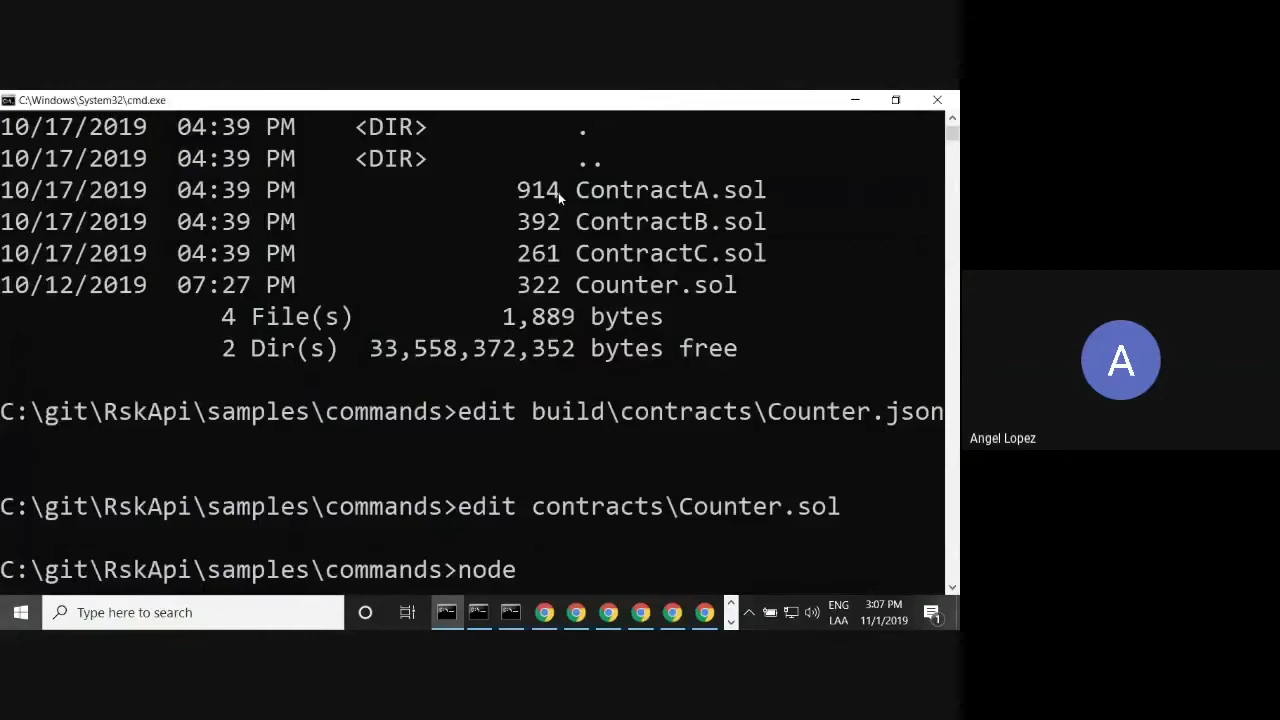 C:\Windows\System32\cmd.exe
10/17/2019 04:39 PM <DIR> .
10/17/2019 04:39 PM <DIR> ..
10/17/2019 04:39 PM 914 ContractA.sol
10/17/2019 04:39 PM 392 ContractB.sol
10/17/2019 04:39 PM 261 ContractC.sol
10/12/2019 07:27 PM 322 Counter.sol
4 File(s) 1,889 bytes
2 Dir(s) 33,558,372,352 bytes free
C:\git\RskApi\samples\commands>edit build\contracts\Counter.json
C:\git\RskApi\samples\commands>edit contracts\Counter.sol
C:\git\RskApi\samples\commands>node
Type here to search
ENG
LAA
3:07 PM
11/1/2019
1
A
Angel Lopez